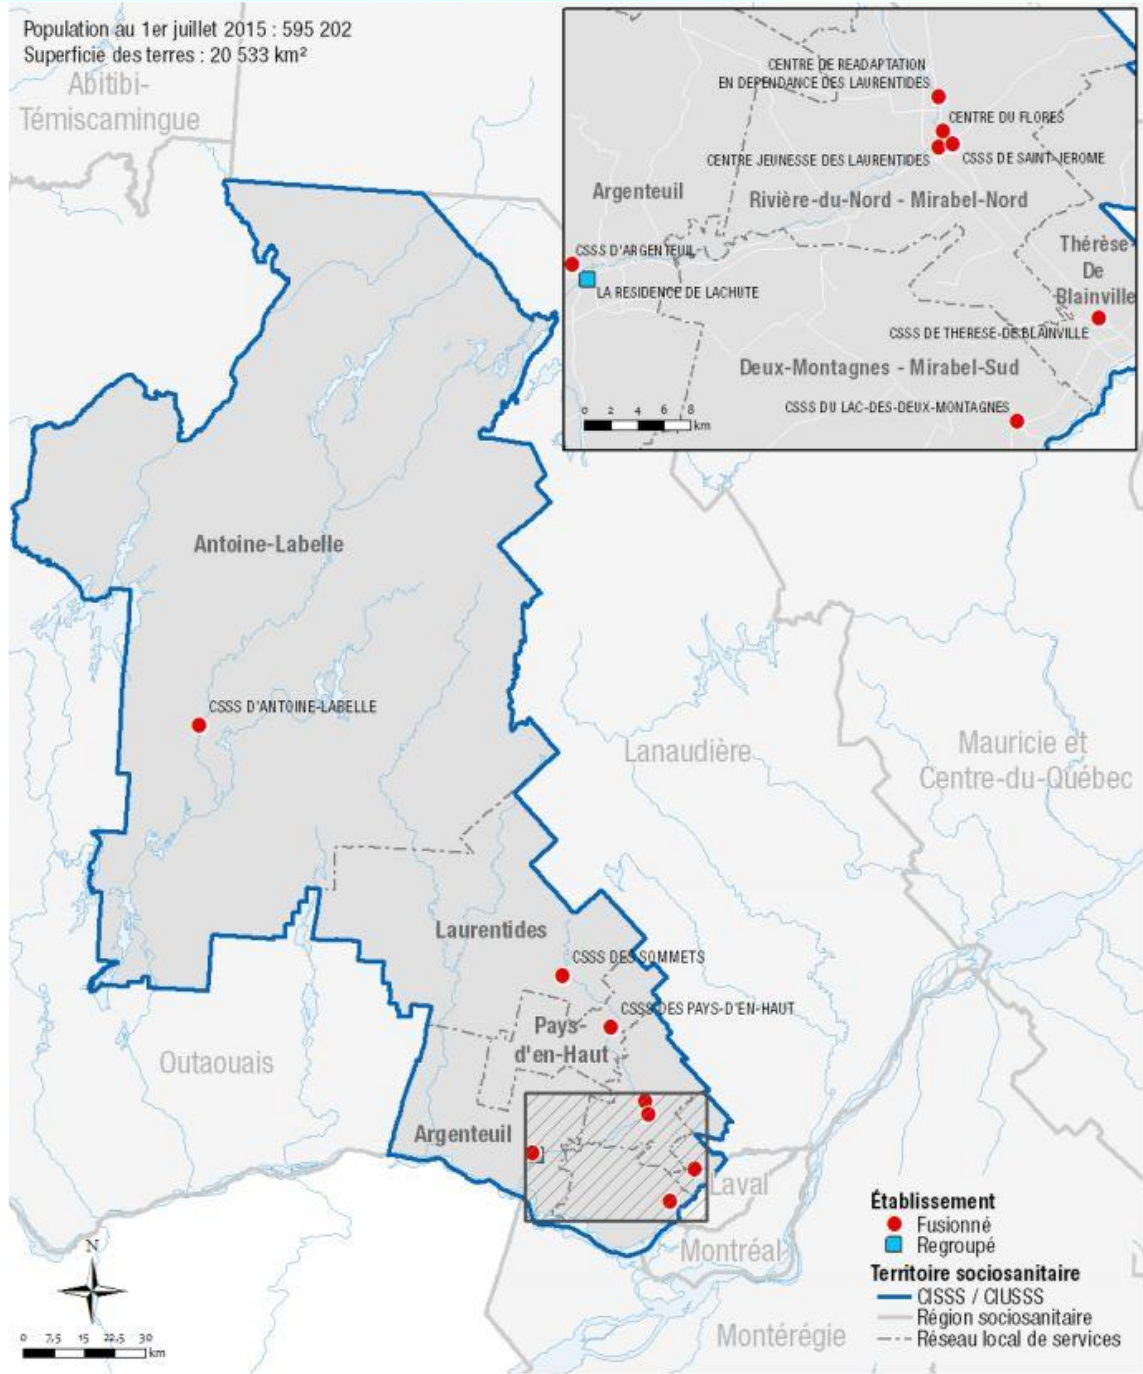 Population au 1er juillet 2015 : 595 202
Superficie des terres : 20 533 km²
Abitibi-
Témiscamingue
CENTRE DE READAPTATION
EN DEPENDANCE DES LAURENTIDES
CENTRE DU FLORES
CENTRE JEUNESSE DES LAURENTIDES
CSSS DE SAINT-JEROME
Argenteuil
Rivière-du-Nord - Mirabel-Nord
CSSS D'ARGENTEUIL
LA RESIDENCE DE LACHUTE
Thérèse
De
Blainville
CSSS DE THERESE-DE-BLAINVILLE
Deux-Montagnes - Mirabel-Sud
CSSS DU LAC-DES-DEUX-MONTAGNES
0 2 4 6 8
km
Antoine-Labelle
CSSS D'ANTOINE-LABELLE
Lanaudière
Mauricie et
Centre-du-Québec
Laurentides
CSSS DES SOMMETS
CSSS DES PAYS-D'EN-HAUT
Pays-
d'en-Haut
Outaouais
Argenteuil
Laval
Montréal
Montérégie
N
0 7,5 15 22,5 30
km
Établissement
Fusionné
Regroupé
Territoire sociosanitaire
CISSS / CIUSSS
Région sociosanitaire
Réseau local de services